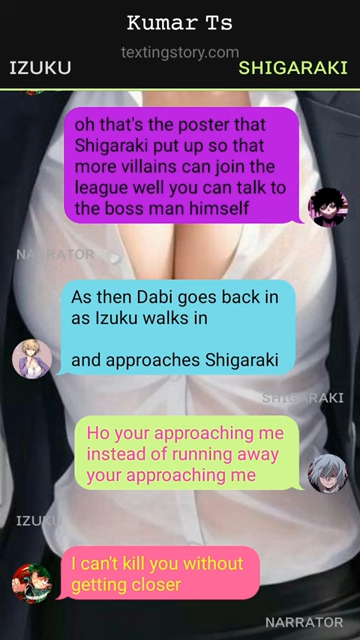 Kumar Ts
textingstory.com
IZUKU
SHIGARAKI
oh that's the poster that
Shigaraki put up so that
more villains can join the
league well you can talk to
the boss man himself
NARRATOR
As then Dabi goes back in
as Izuku walks in
and approaches Shigaraki
SHIGARAKI
Ho your approaching me
instead of running away
your approaching me
IZUKU
I can't kill you without
getting closer
NARRATOR